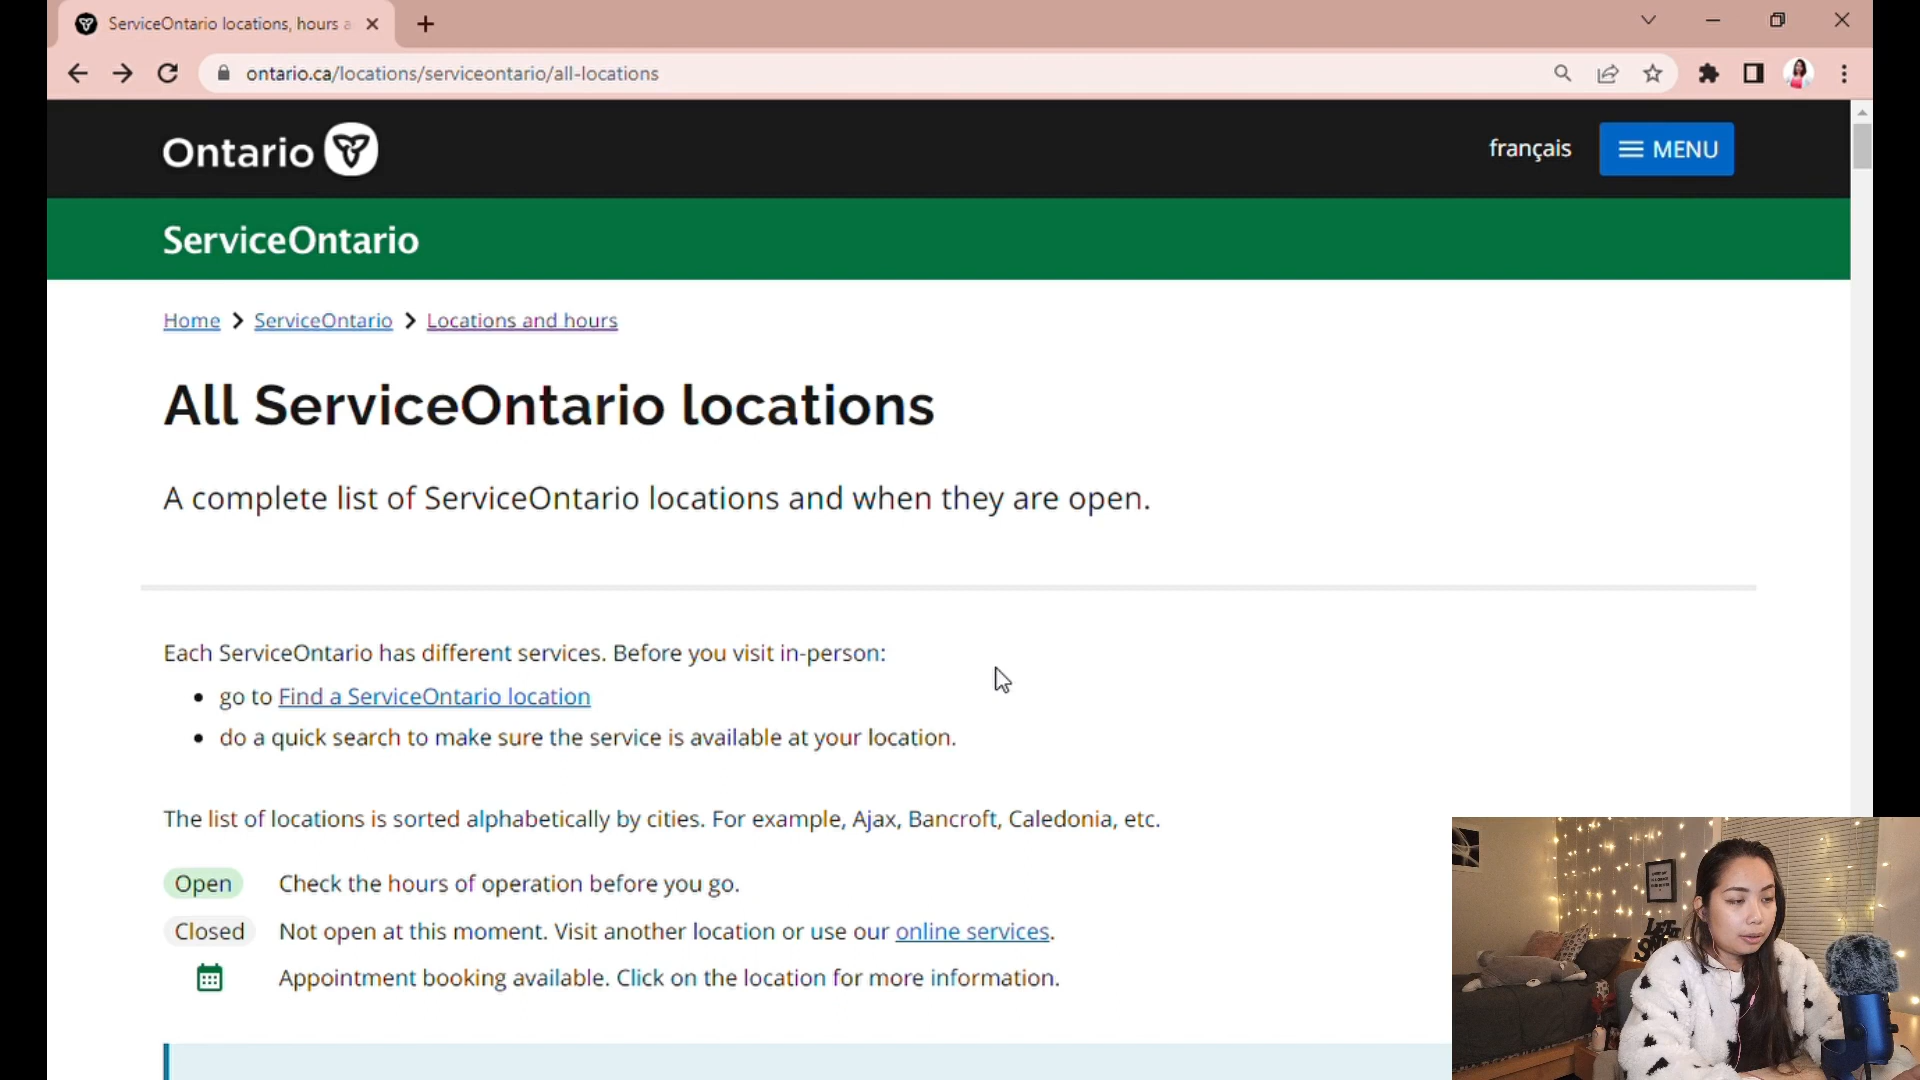 ServiceOntario locations, hours a
ontario.ca/locations/serviceontario/all-locations
Ontario
français
MENU
ServiceOntario
Home
ServiceOntario
Locations and hours
All ServiceOntario locations
A complete list of ServiceOntario locations and when they are open.
Each ServiceOntario has different services. Before you visit in-person:
• go to Find a ServiceOntario location
• do a quick search to make sure the service is available at your location.
The list of locations is sorted alphabetically by cities. For example, Ajax, Bancroft, Caledonia, etc.
Open Check the hours of operation before you go.
Closed Not open at this moment. Visit another location or use our online services.
Appointment booking available. Click on the location for more information.